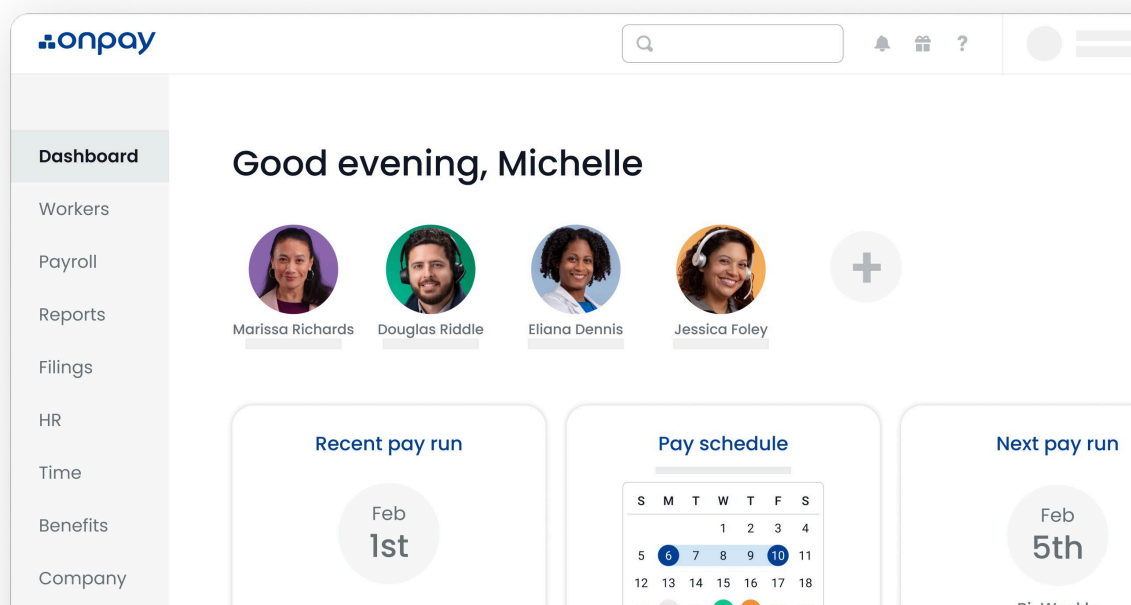 onpay
?
Dashboard
Workers
Payroll
Reports
Filings
HR
Time
Benefits
Company
Good evening, Michelle
Marissa Richards
Douglas Riddle
Eliana Dennis
Jessica Foley
Recent pay run
Feb
1st
Pay schedule
S M T W T F S
1 2 3 4
5 6 7 8 9 10 11
12 13 14 15 16 17 18
Next pay run
Feb
5th